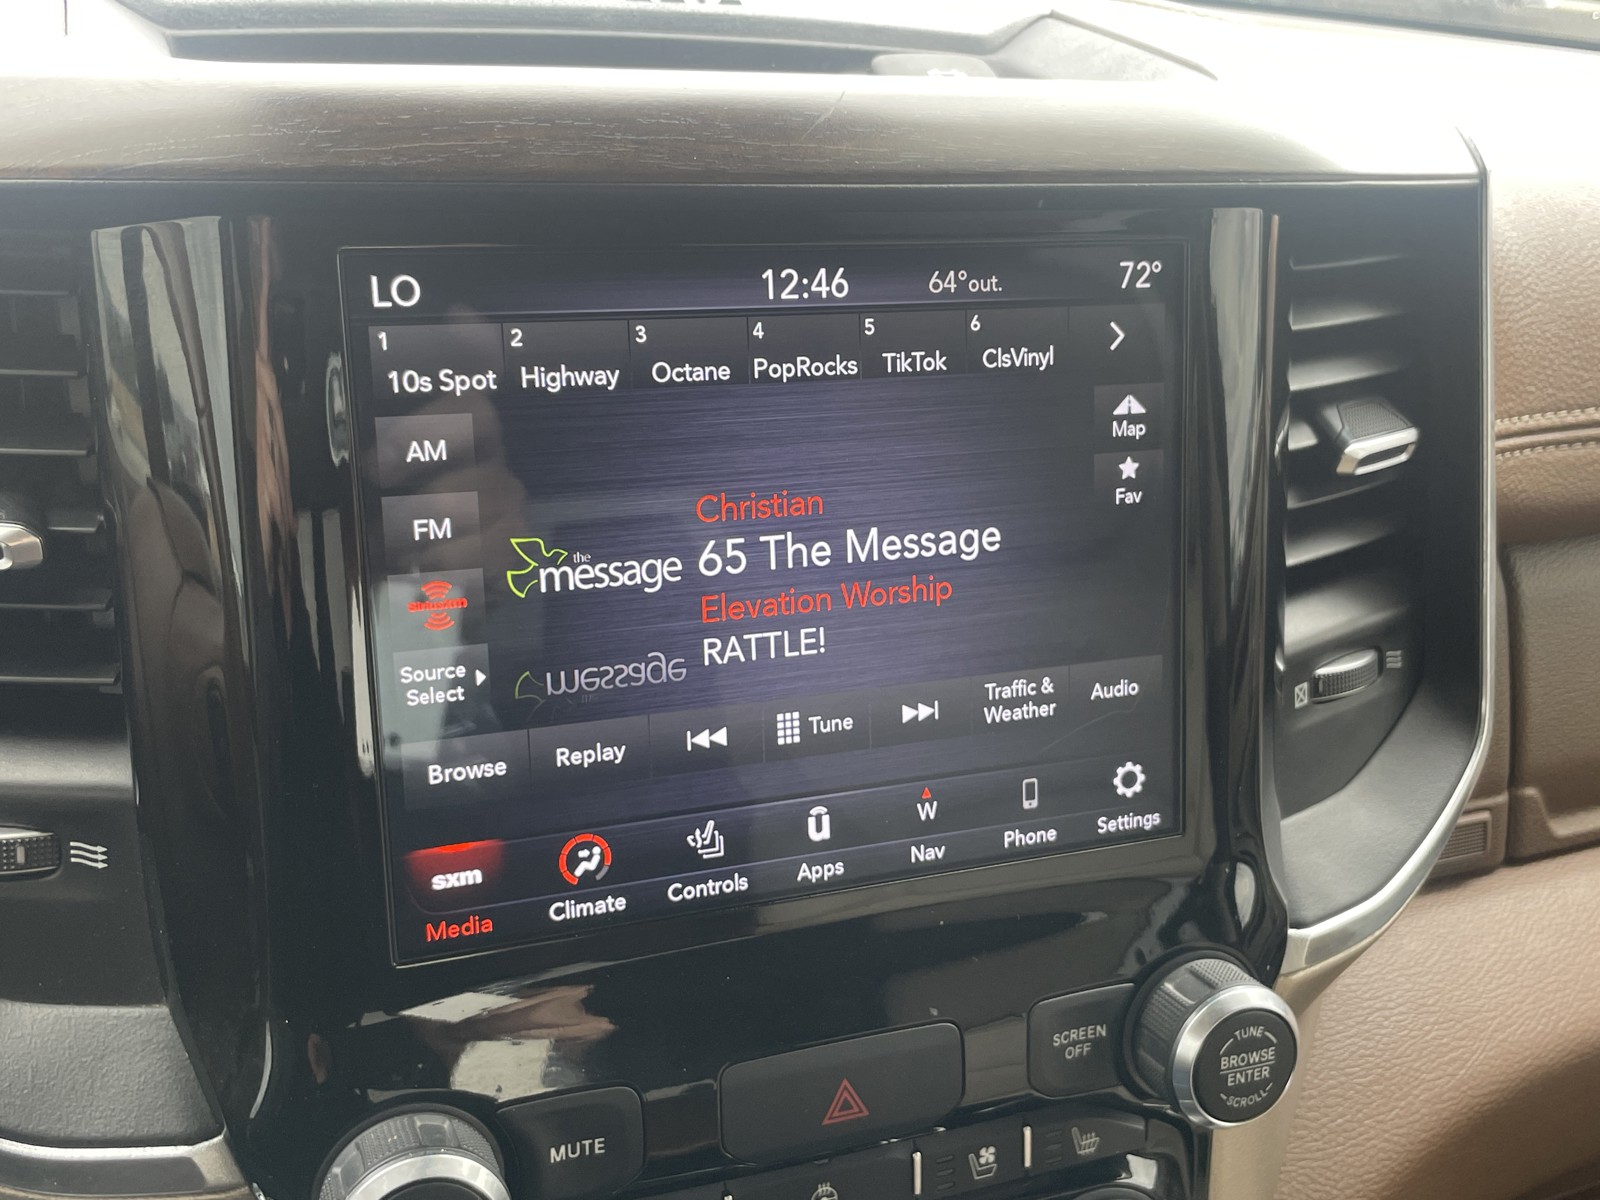 LO
12:46
64°out.
72°
1
10s Spot
2
Highway
3
Octane
4
PopRocks
5
TikTok
6
ClsVinyl
AM
FM
siriusxm
Source
Select
Map
Fav
the
message
Christian
65 The Message
Elevation Worship
RATTLE!
Browse
Replay
Tune
Traffic &
Weather
Audio
sxm
Media
Climate
Controls
Apps
W
Nav
Phone
Settings
MUTE
SCREEN
OFF
TUNE
BROWSE
ENTER
SCROLL